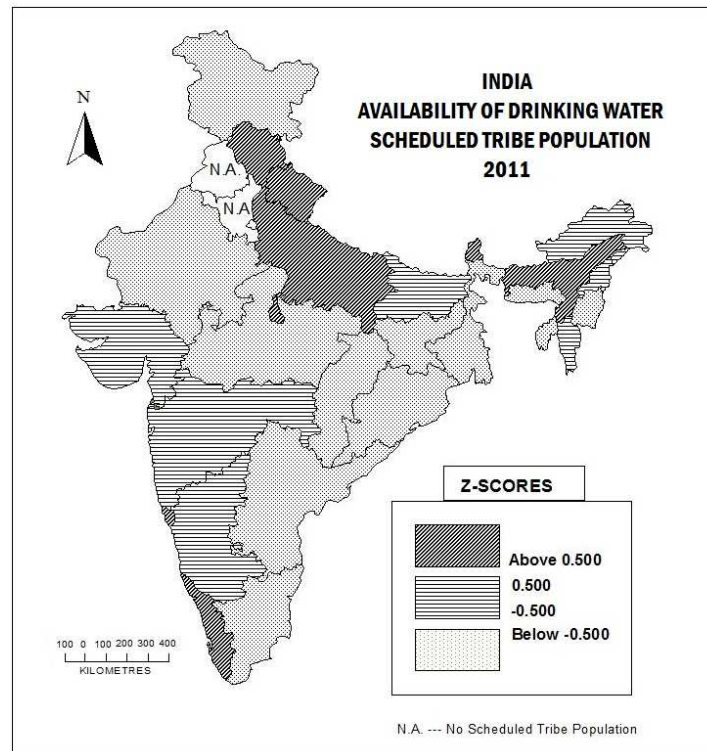 INDIA
AVAILABILITY OF DRINKING WATER
SCHEDULED TRIBE POPULATION
2011
N
N.A.
N.A
Z-SCORES
Above 0.500
0.500
-0.500
Below -0.500
100 0 100 200 300 400
KILOMETRES
N.A. --- No Scheduled Tribe Population